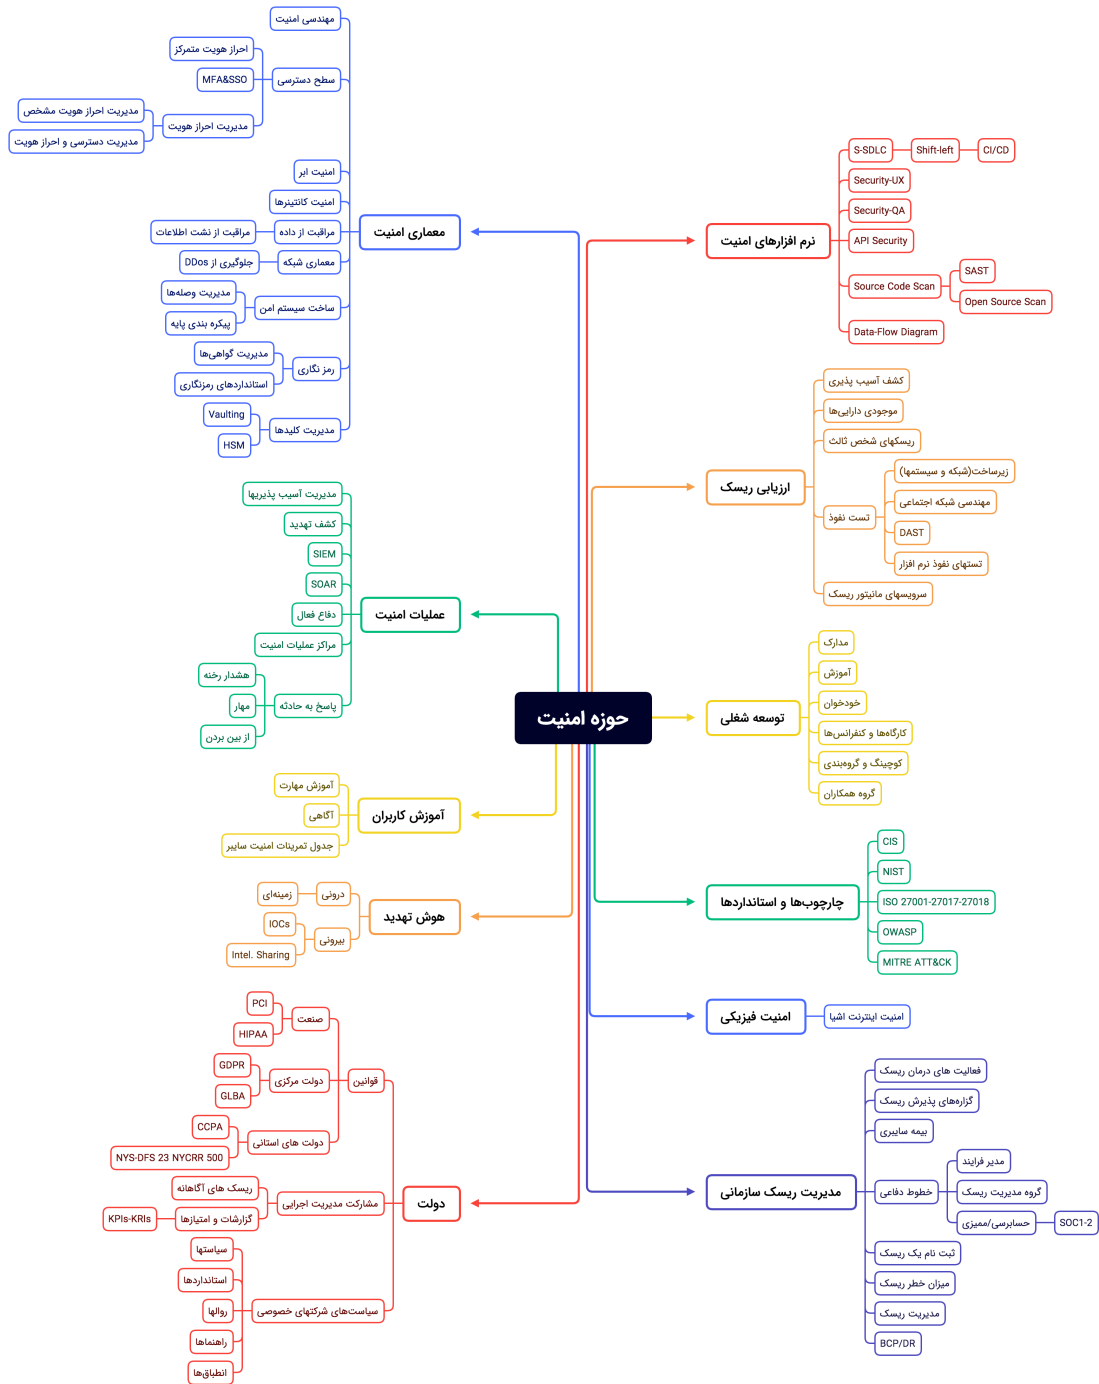 حوزه امنیت
نرم افزارهای امنیت
S-SDLC
Shift-left
CI/CD
Security-UX
Security-QA
API Security
Source Code Scan
SAST
Open Source Scan
Data-Flow Diagram
ارزیابی ریسک
کشف آسیب پذیری
موجودی دارایی‌ها
ریسکهای شخص ثالث
تست نفوذ
زیرساخت(شبکه و سیستمها)
مهندسی شبکه اجتماعی
DAST
تستهای نفوذ نرم افزار
سرویسهای مانیتور ریسک
توسعه شغلی
مدارک
آموزش
خودخوان
کارگاه‌ها و کنفرانس‌ها
کوچینگ و گروه‌بندی
گروه همکاران
چارچوب‌ها و استانداردها
CIS
NIST
ISO 27001-27017-27018
OWASP
MITRE ATT&CK
امنیت فیزیکی
امنیت اینترنت اشیا
مدیریت ریسک سازمانی
فعالیت های درمان ریسک
گزاره‌های پذیرش ریسک
بیمه سایبری
خطوط دفاعی
مدیر فرایند
گروه مدیریت ریسک
حسابرسی/ممیزی
SOC1-2
ثبت نام یک ریسک
میزان خطر ریسک
مدیریت ریسک
BCP/DR
معماری امنیت
مهندسی امنیت
سطح دسترسی
احراز هویت متمرکز
MFA&SSO
مدیریت احراز هویت
مدیریت احراز هویت مشخص
مدیریت دسترسی و احراز هویت
امنیت ابر
امنیت کانتینرها
مراقبت از داده
مراقبت از نشت اطلاعات
معماری شبکه
جلوگیری از DDos
ساخت سیستم امن
مدیریت وصله‌ها
پیکره بندی پایه
رمز نگاری
مدیریت گواهی‌ها
استانداردهای رمزنگاری
مدیریت کلیدها
Vaulting
HSM
عملیات امنیت
مدیریت آسیب پذیریها
کشف تهدید
SIEM
SOAR
دفاع فعال
مراکز عملیات امنیت
پاسخ به حادثه
هشدار رخنه
مهار
از بین بردن
آموزش کاربران
آموزش مهارت
آگاهی
جدول تمرینات امنیت سایبر
هوش تهدید
درونی
زمینه‌ای
بیرونی
IOCs
Intel. Sharing
دولت
قوانین
صنعت
PCI
HIPAA
دولت مرکزی
GDPR
GLBA
دولت های استانی
CCPA
NYS-DFS 23 NYCRR 500
مشارکت مدیریت اجرایی
ریسک های آگاهانه
گزارشات و امتیازها
KPIs-KRIs
سیاست‌های شرکتهای خصوصی
سیاستها
استانداردها
روالها
راهنماها
انطباق‌ها